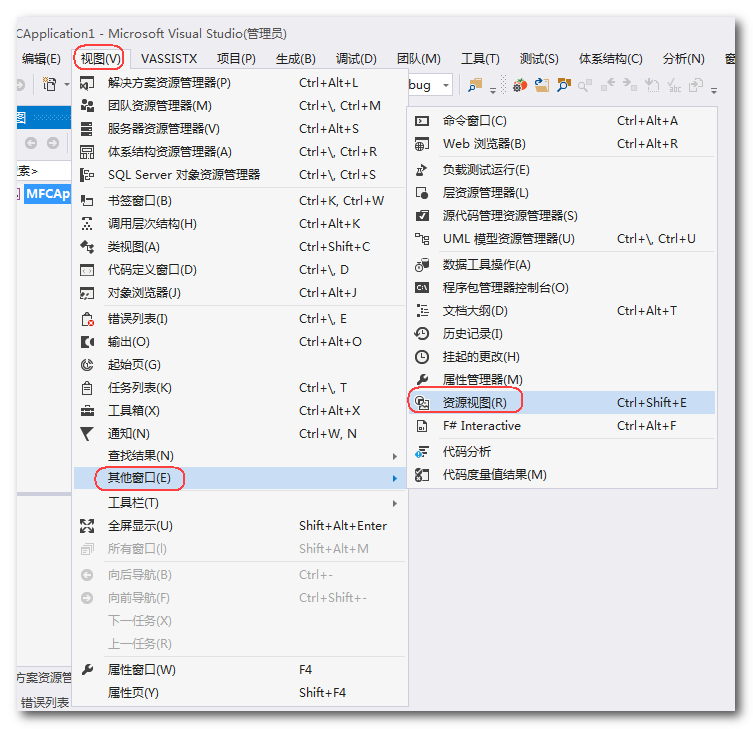 CApplication1 - Microsoft Visual Studio(管理员)
编辑(E) 视图(V) VASSISTX 项目(P) 生成(B) 调试(D) 团队(M) 工具(T) 测试(S) 体系结构(C) 分析(N) 窗
bug
图
索>
MFCAp
解决方案资源管理器(P) Ctrl+Alt+L
团队资源管理器(M) Ctrl+\, Ctrl+M
服务器资源管理器(V) Ctrl+Alt+S
体系结构资源管理器(A) Ctrl+\, Ctrl+R
SQL Server 对象资源管理器 Ctrl+\, Ctrl+S
书签窗口(B) Ctrl+K, Ctrl+W
调用层次结构(H) Ctrl+Alt+K
类视图(A) Ctrl+Shift+C
代码定义窗口(D) Ctrl+\, D
对象浏览器(J) Ctrl+Alt+J
错误列表(I) Ctrl+\, E
输出(O) Ctrl+Alt+O
起始页(G)
任务列表(K) Ctrl+\, T
工具箱(X) Ctrl+Alt+X
通知(N) Ctrl+W, N
查找结果(N)
其他窗口(E)
工具栏(T)
全屏显示(U) Shift+Alt+Enter
所有窗口(l) Shift+Alt+M
向后导航(B) Ctrl+-
向前导航(F) Ctrl+Shift+-
下一任务(X)
上一任务(R)
属性窗口(W) F4
属性页(Y) Shift+F4
命令窗口(C) Ctrl+Alt+A
Web 浏览器(B) Ctrl+Alt+R
负载测试运行(E)
层资源管理器(L)
源代码管理资源管理器(S)
UML 模型资源管理器(U) Ctrl+\, Ctrl+U
数据工具操作(A)
程序包管理器控制台(O)
文档大纲(D) Ctrl+Alt+T
历史记录(I)
挂起的更改(H)
属性管理器(M)
资源视图(R) Ctrl+Shift+E
F# Interactive Ctrl+Alt+F
代码分析
代码度量值结果(M)
方案资源管
错误列表